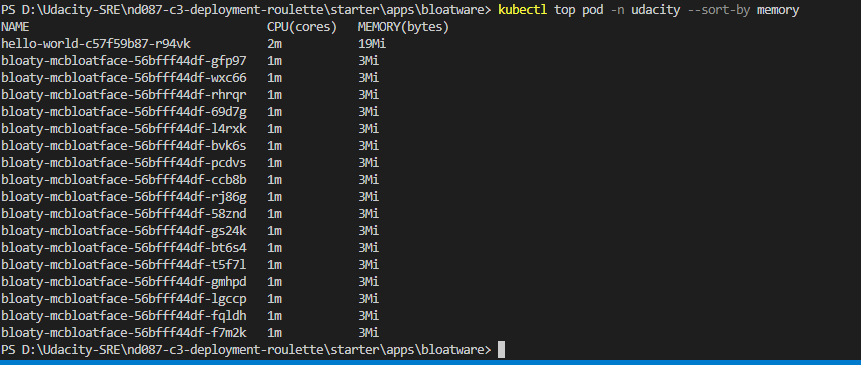 PS D:\Udacity-SRE\nd087-c3-deployment-roulette\starter\apps\bloatware> kubectl top pod -n udacity --sort-by memory
NAME CPU(cores) MEMORY(bytes)
hello-world-c57f59b87-r94vk 2m 19Mi
bloaty-mcbloatface-56bfff44df-gfp97 1m 3Mi
bloaty-mcbloatface-56bfff44df-wxc66 1m 3Mi
bloaty-mcbloatface-56bfff44df-rhrqr 1m 3Mi
bloaty-mcbloatface-56bfff44df-69d7g 1m 3Mi
bloaty-mcbloatface-56bfff44df-l4rxk 1m 3Mi
bloaty-mcbloatface-56bfff44df-bvk6s 1m 3Mi
bloaty-mcbloatface-56bfff44df-pcdvs 1m 3Mi
bloaty-mcbloatface-56bfff44df-ccb8b 1m 3Mi
bloaty-mcbloatface-56bfff44df-rj86g 1m 3Mi
bloaty-mcbloatface-56bfff44df-58znd 1m 3Mi
bloaty-mcbloatface-56bfff44df-gs24k 1m 3Mi
bloaty-mcbloatface-56bfff44df-bt6s4 1m 3Mi
bloaty-mcbloatface-56bfff44df-t5f7l 1m 3Mi
bloaty-mcbloatface-56bfff44df-gmhpd 1m 3Mi
bloaty-mcbloatface-56bfff44df-lgccp 1m 3Mi
bloaty-mcbloatface-56bfff44df-fqldh 1m 3Mi
bloaty-mcbloatface-56bfff44df-f7m2k 1m 3Mi
PS D:\Udacity-SRE\nd087-c3-deployment-roulette\starter\apps\bloatware>